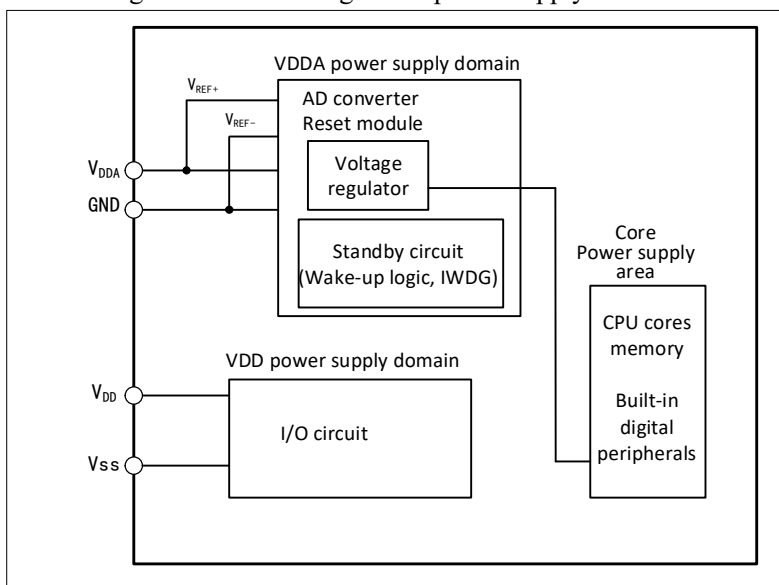 VDDA power supply domain
VREF+
AD converter
VREF-
Reset module
VDDA
Voltage
regulator
GND
Standby circuit
(Wake-up logic, IWDG)
Core
Power supply
area
CPU cores
memory
Built-in
digital
peripherals
VDD power supply domain
VDD
I/O circuit
Vss